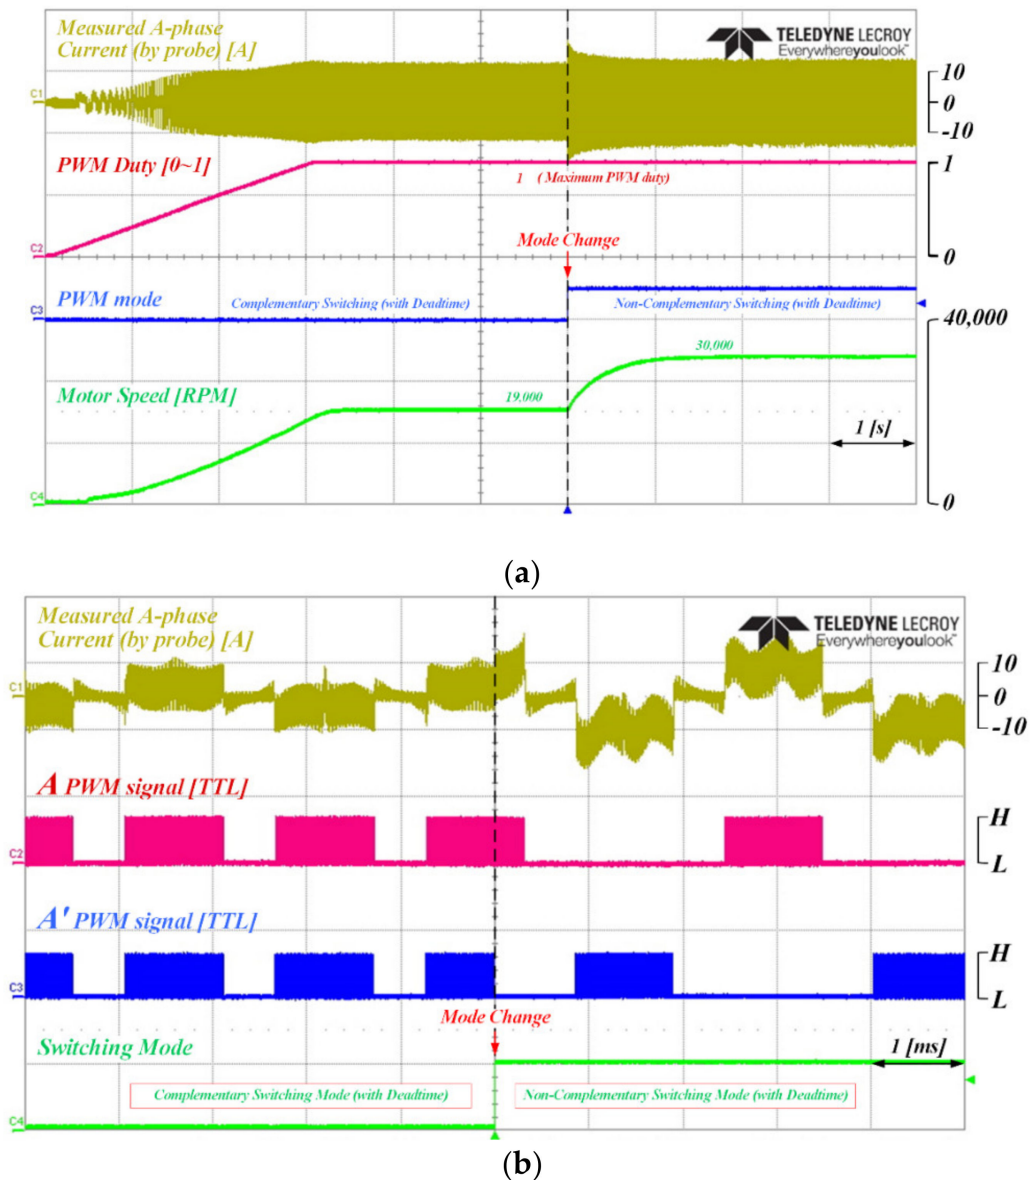 Measured A-phase
Current (by probe) [A]
TELEDYNE LECROY
Everywhereyoulook™
C1
10
0
-10
PWM Duty [0~1]
1 (Maximum PWM duty)
1
C2
0
Mode Change
PWM mode
Complementary Switching (with Deadtime)
Non-Complementary Switching (with Deadtime)
C3
40,000
30,000
Motor Speed [RPM]
19,000
1 [s]
C4
0
(a)
Measured A-phase
Current (by probe) [A]
TELEDYNE LECROY
Everywhereyoulook™
C1
10
0
-10
A PWM signal [TTL]
H
C2
L
A' PWM signal [TTL]
H
C3
L
Mode Change
Switching Mode
1 [ms]
Complementary Switching Mode (with Deadtime)
Non-Complementary Switching Mode (with Deadtime)
C4
(b)